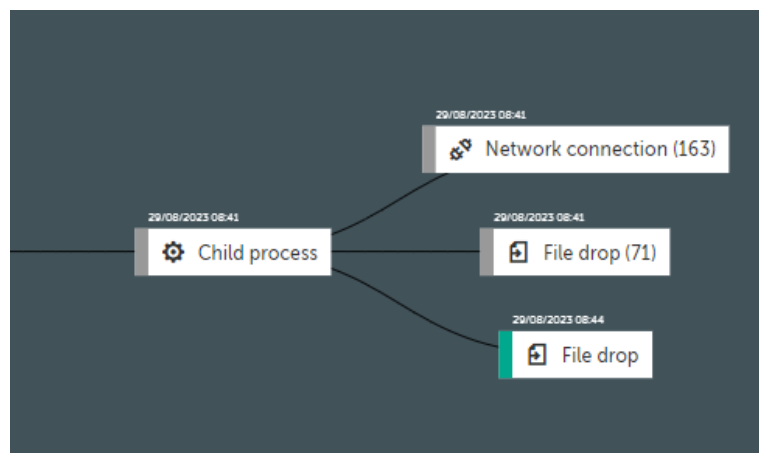 29/08/2023 08:41
Network connection (163)
29/08/2023 08:41
Child process
29/08/2023 08:41
File drop (71)
29/08/2023 08:44
File drop